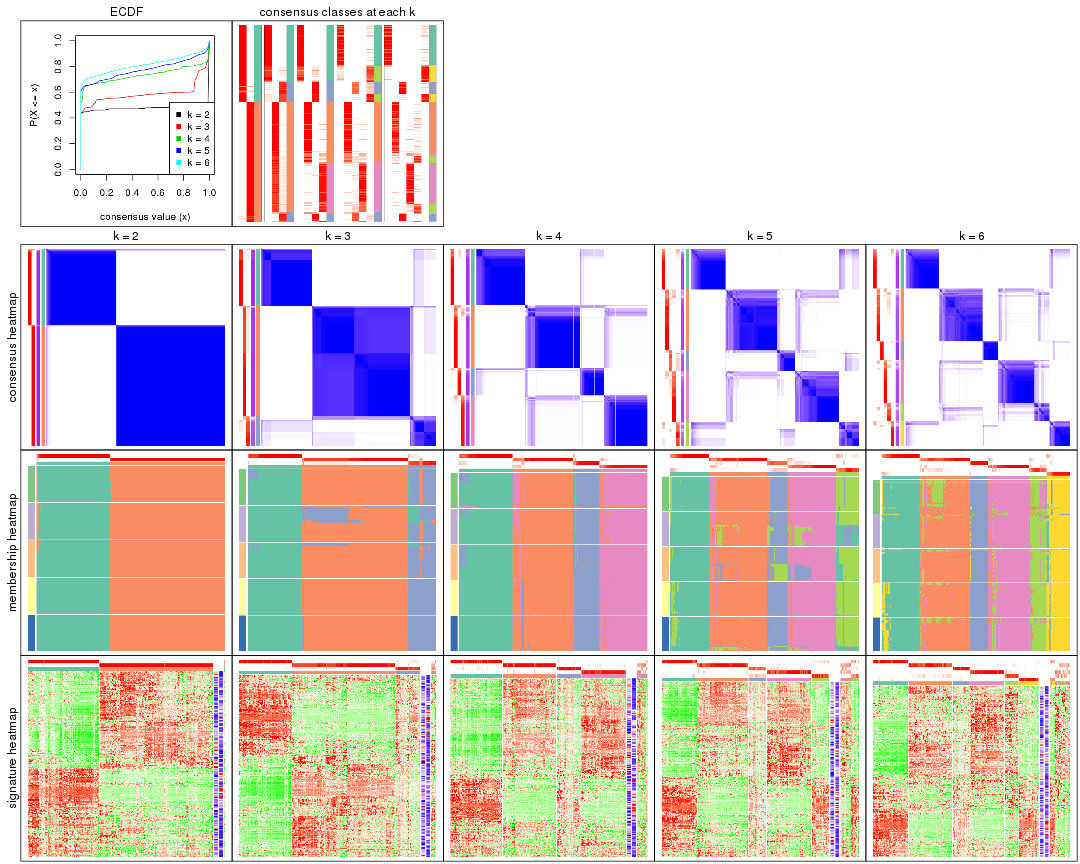 ECDF
consensus classes at each k
P(X <= x)
0.0 0.2 0.4 0.6 0.8 1.0
k = 2
k = 3
k = 4
k = 5
k = 6
0.0 0.2 0.4 0.6 0.8 1.0
consensus value (x)
k = 2
k = 3
k = 4
k = 5
k = 6
consensus heatmap
membership heatmap
signature heatmap